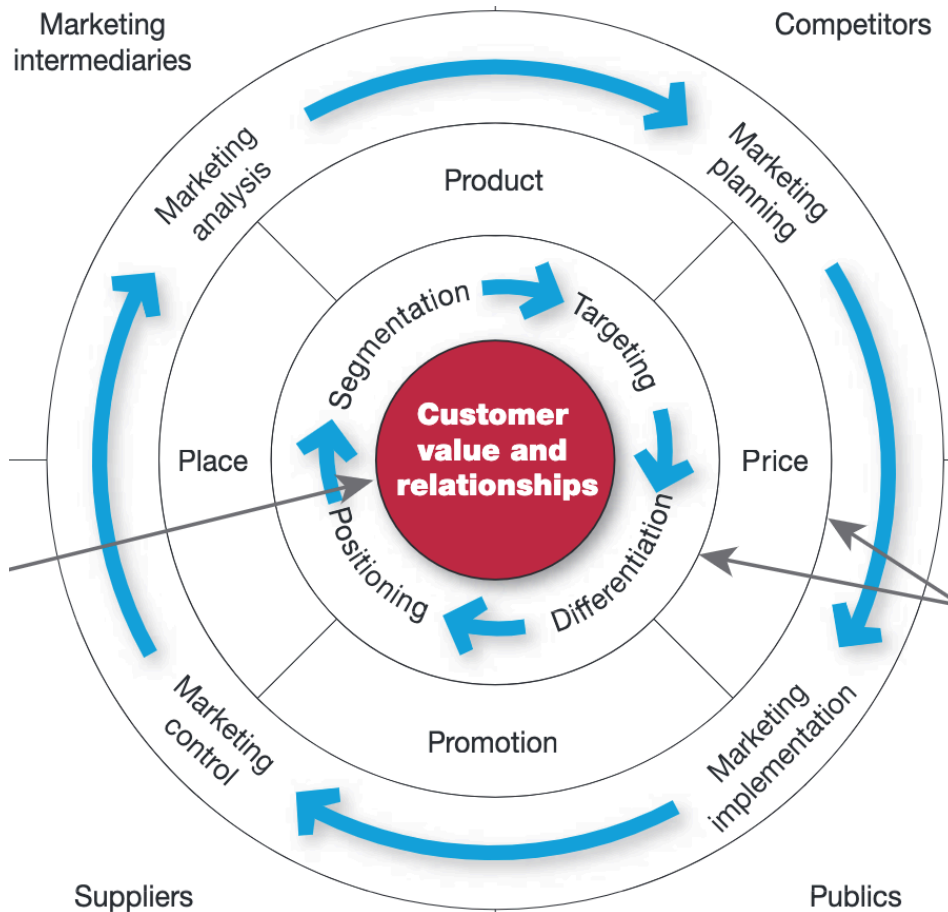 Marketing
intermediaries
Competitors
Marketing
analysis
Marketing
planning
Product
Segmentation
Targeting
Customer
value and
relationships
Place
Price
Positioning
Differentiation
Promotion
Marketing
control
Marketing
implementation
Suppliers
Publics